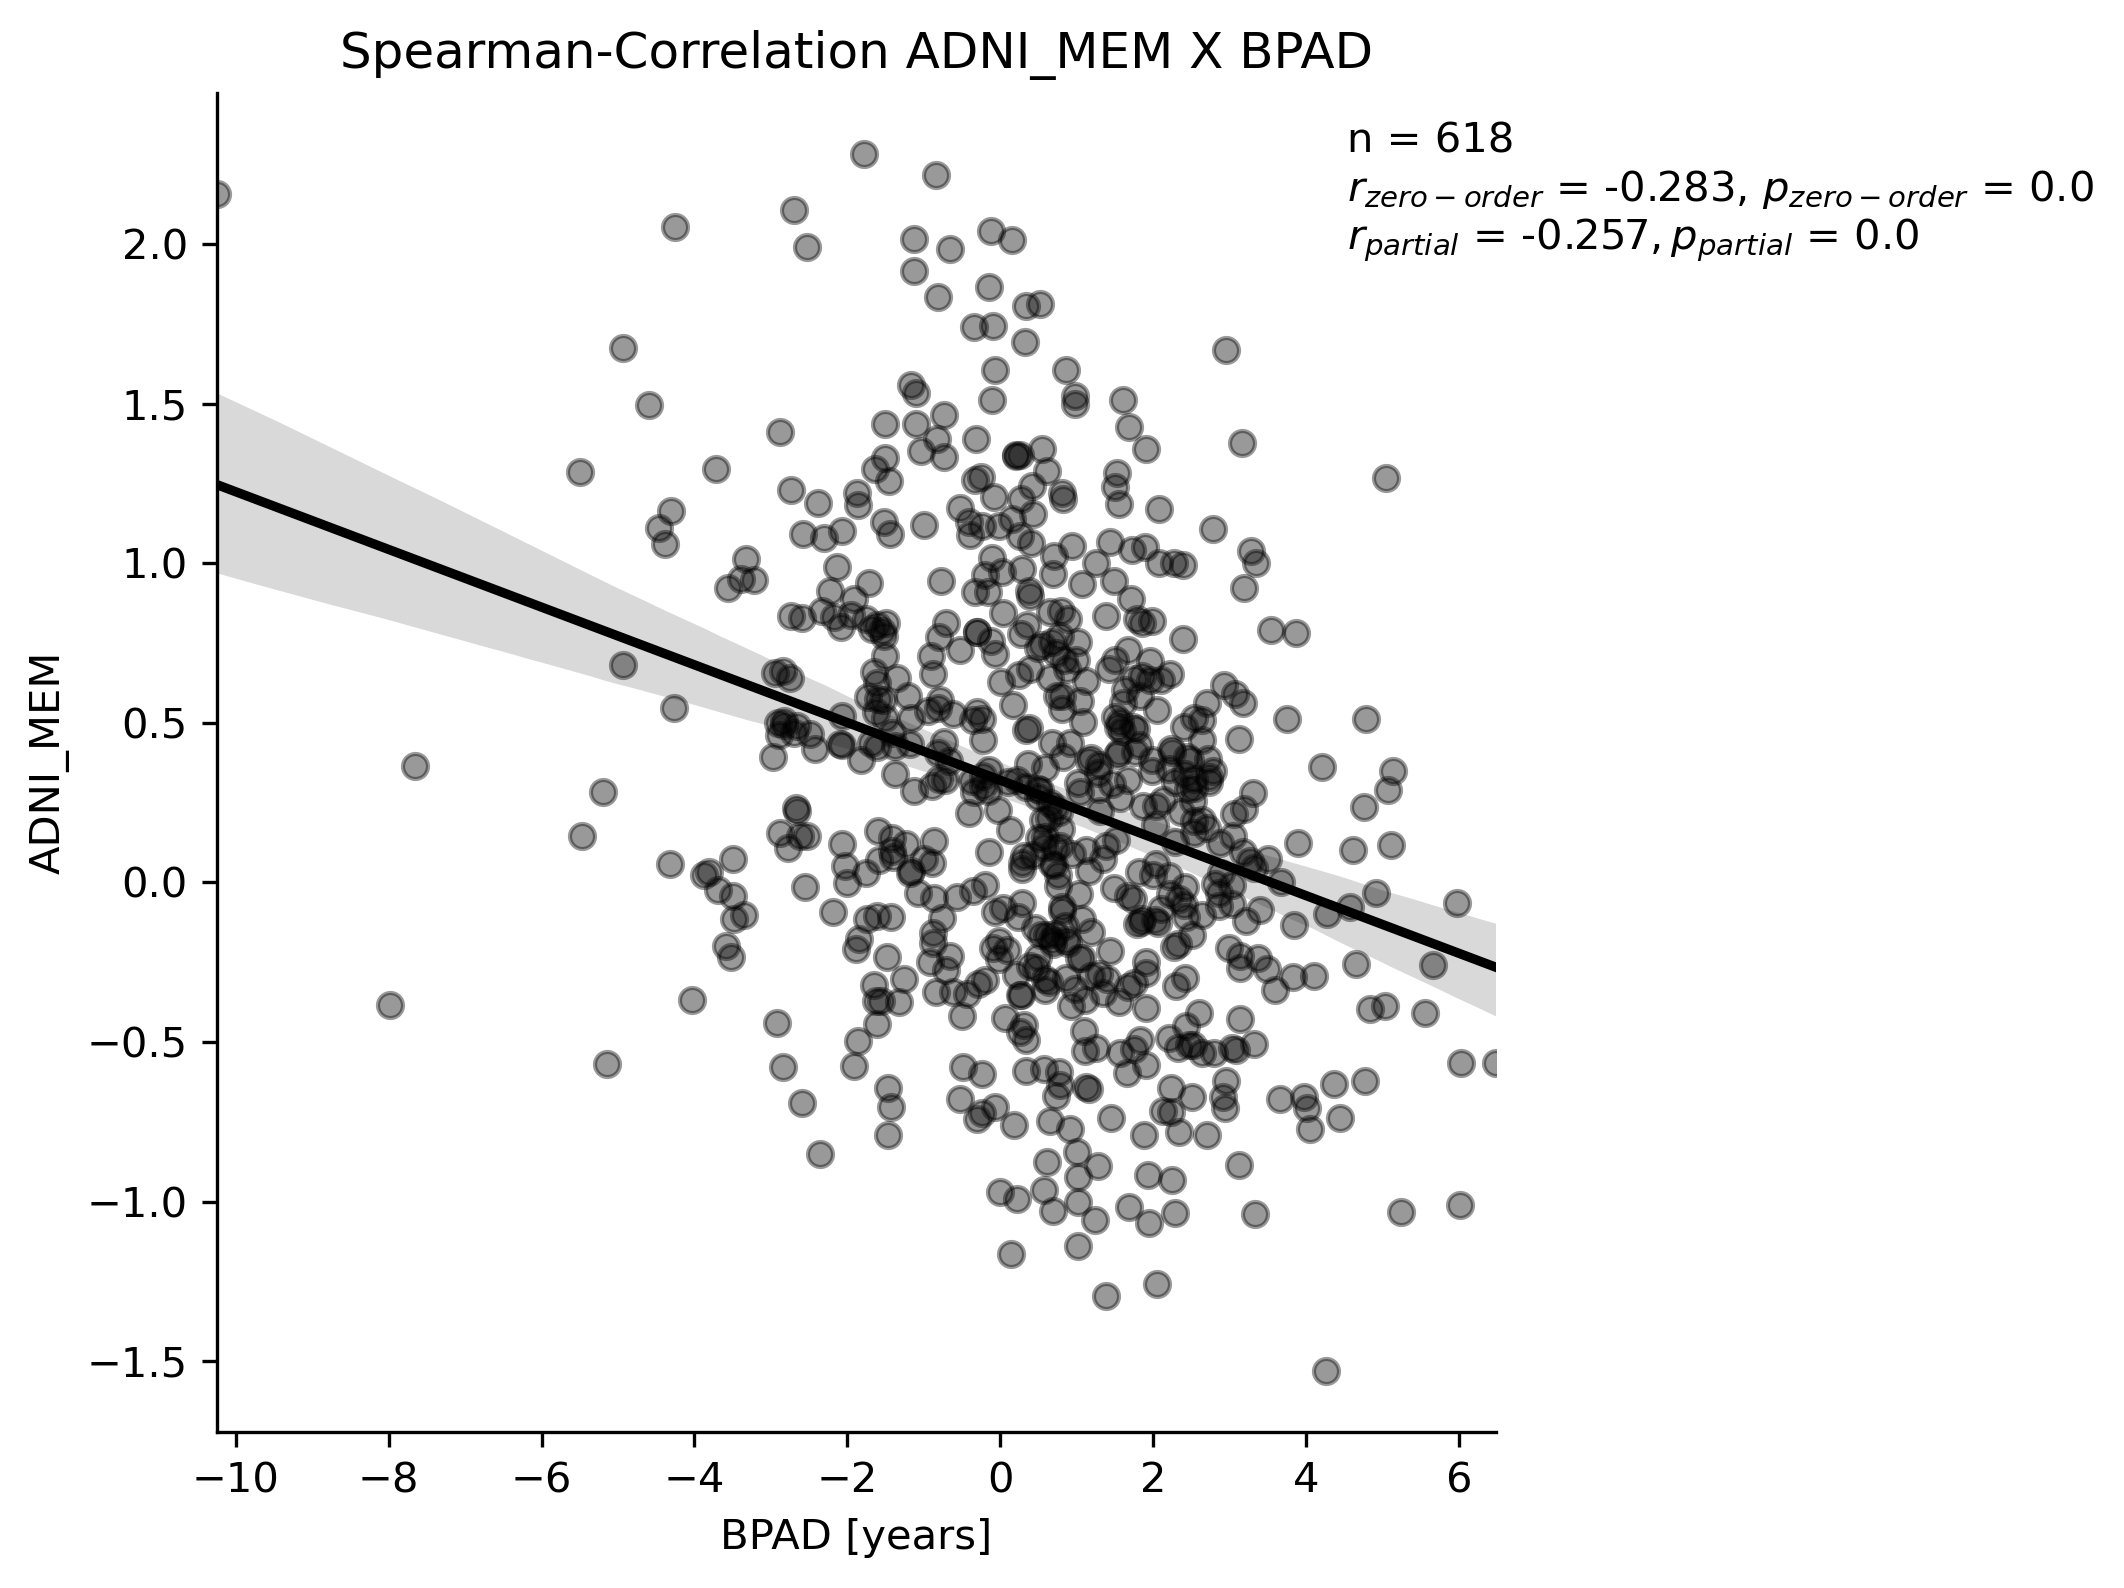 Spearman-Correlation ADNI_MEM X BPAD
n = 618
r_zero−order = -0.283, p_zero−order = 0.0
r_partial = -0.257, p_partial = 0.0
ADNI_MEM
2.0
1.5
1.0
0.5
0.0
−0.5
−1.0
−1.5
−10 −8 −6 −4 −2 0 2 4 6
BPAD [years]